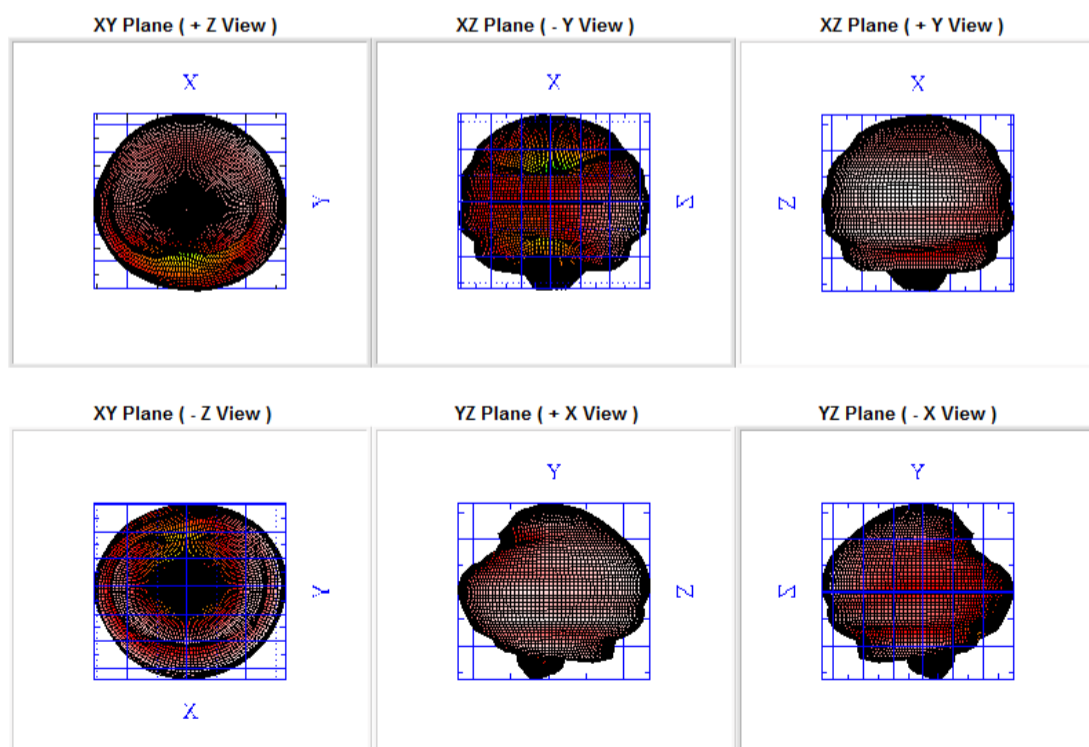 XY Plane ( + Z View )
XZ Plane ( - Y View )
XZ Plane ( + Y View )
X
Y
X
Z
X
Z
XY Plane ( - Z View )
YZ Plane ( + X View )
YZ Plane ( - X View )
X
Y
Y
Z
Y
Z